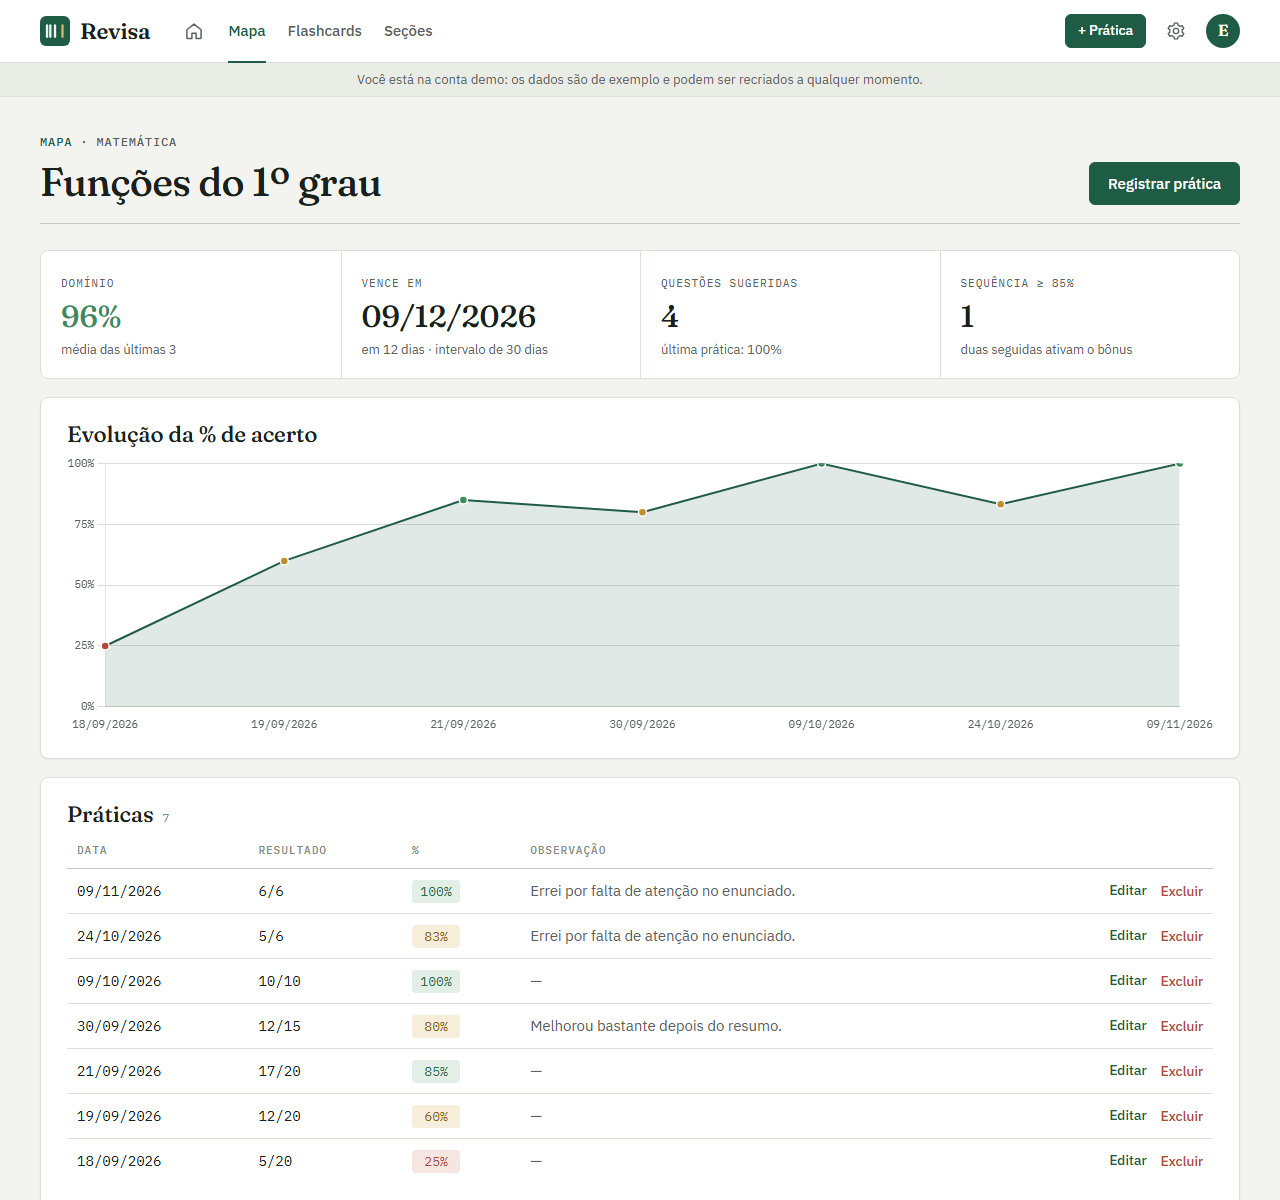 Revisa
Mapa
Flashcards
Seções
+ Prática
E
Você está na conta demo: os dados são de exemplo e podem ser recriados a qualquer momento.
MAPA · MATEMÁTICA
Funções do 1º grau
Registrar prática
DOMÍNIO
96%
média das últimas 3
VENCE EM
09/12/2026
em 12 dias · intervalo de 30 dias
QUESTÕES SUGERIDAS
4
última prática: 100%
SEQUÊNCIA ≥ 85%
1
duas seguidas ativam o bônus
Evolução da % de acerto
100%
75%
50%
25%
0%
18/09/2026 19/09/2026 21/09/2026 30/09/2026 09/10/2026 24/10/2026 09/11/2026
Práticas 7
DATA RESULTADO % OBSERVAÇÃO
09/11/2026 6/6 100% Errei por falta de atenção no enunciado. Editar Excluir
24/10/2026 5/6 83% Errei por falta de atenção no enunciado. Editar Excluir
09/10/2026 10/10 100% — Editar Excluir
30/09/2026 12/15 80% Melhorou bastante depois do resumo. Editar Excluir
21/09/2026 17/20 85% — Editar Excluir
19/09/2026 12/20 60% — Editar Excluir
18/09/2026 5/20 25% — Editar Excluir